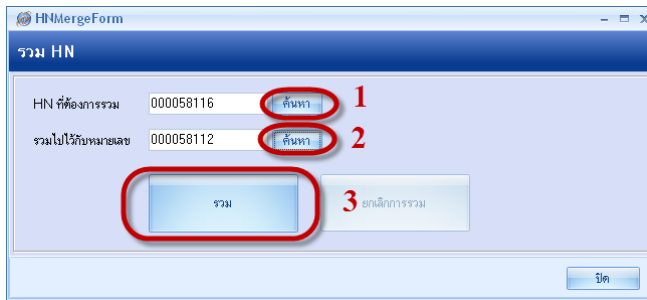 HNMergeForm
รวม HN
HN ที่ต้องการรวม 000058116 ค้นหา 1
รวมไปไว้กับหมายเลข 000058112 ค้นหา 2
รวม 3 ยกเลิกการรวม
ปิด